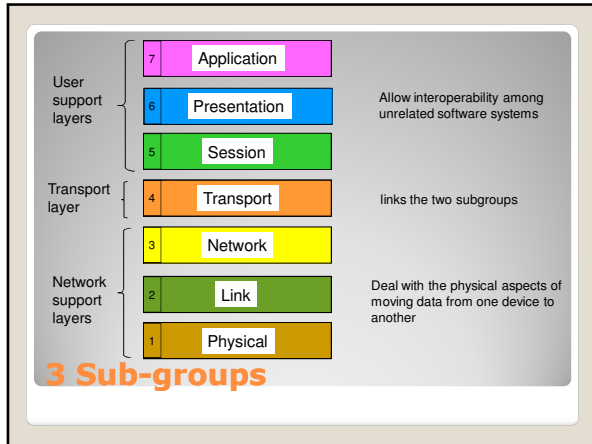 User
support
layers
7 Application
6 Presentation
5 Session
Allow interoperability among
unrelated software systems
Transport
layer
4 Transport
links the two subgroups
Network
support
layers
3 Network
2 Link
1 Physical
Deal with the physical aspects of
moving data from one device to
another
3 Sub-groups